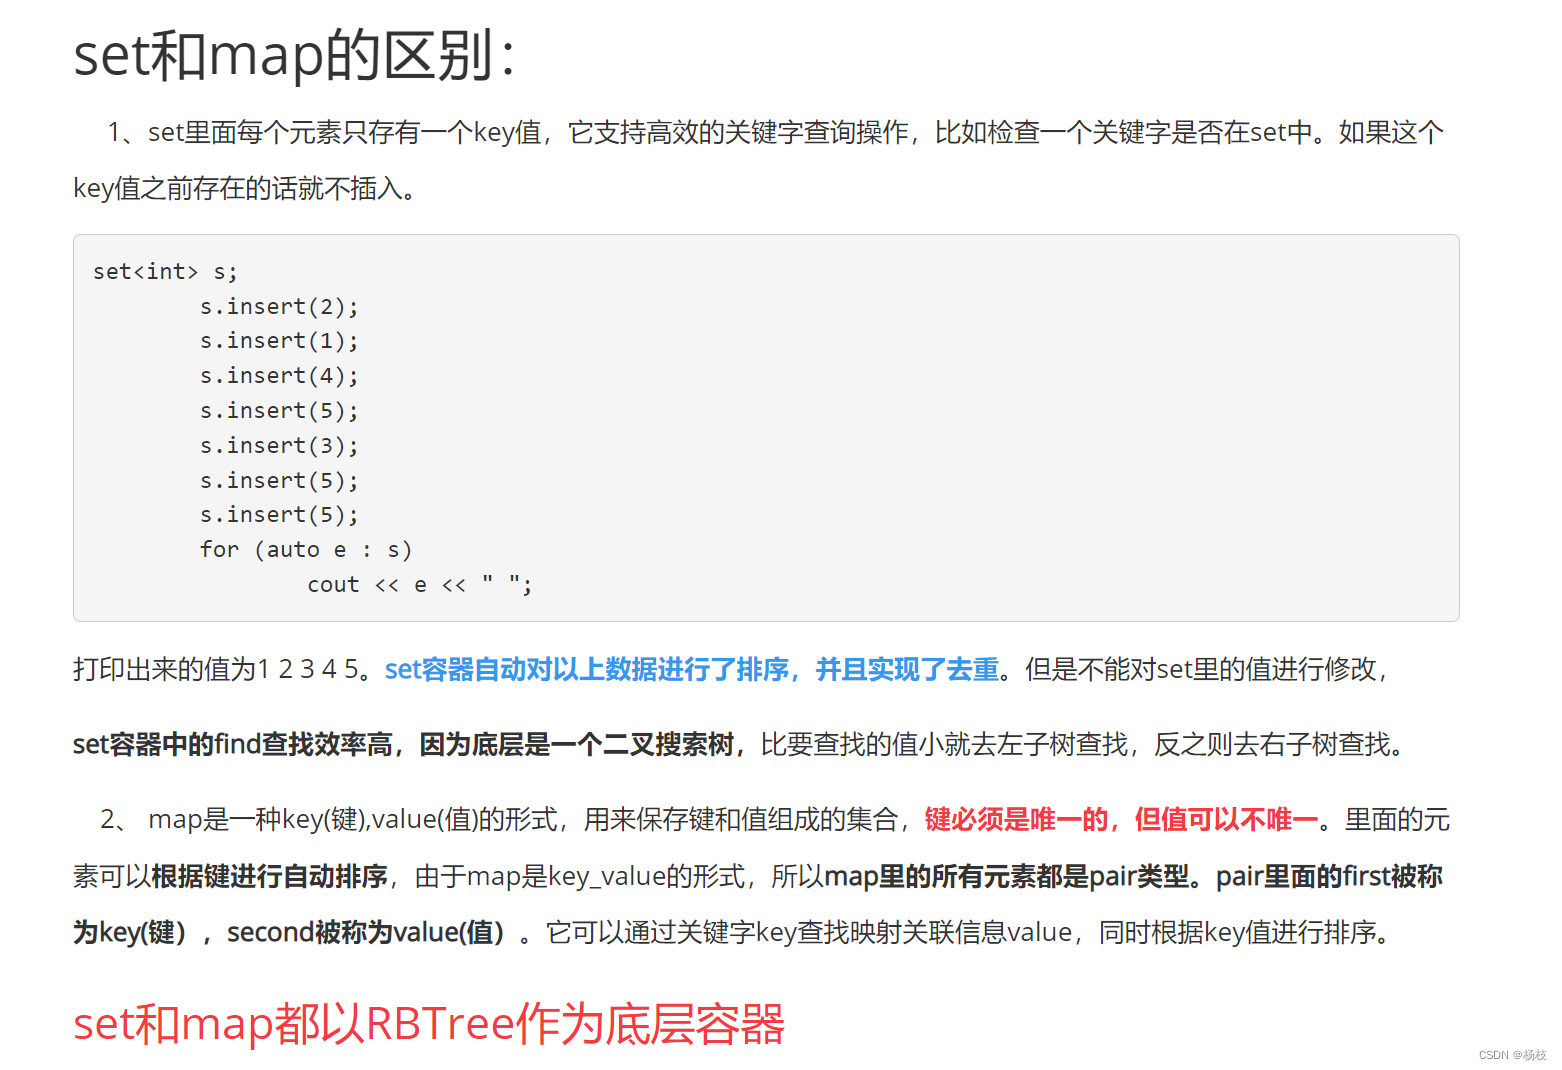 set和map的区别：
1、set里面每个元素只存有一个key值，它支持高效的关键字查询操作，比如检查一个关键字是否在set中。如果这个
key值之前存在的话就不插入。
set<int> s;
        s.insert(2);
        s.insert(1);
        s.insert(4);
        s.insert(5);
        s.insert(3);
        s.insert(5);
        s.insert(5);
        for (auto e : s)
                cout << e << " ";
打印出来的值为1 2 3 4 5。set容器自动对以上数据进行了排序，并且实现了去重。但是不能对set里的值进行修改，
set容器中的find查找效率高，因为底层是一个二叉搜索树，比要查找的值小就去左子树查找，反之则去右子树查找。
2、 map是一种key(键),value(值)的形式，用来保存键和值组成的集合，键必须是唯一的，但值可以不唯一。里面的元
素可以根据键进行自动排序，由于map是key_value的形式，所以map里的所有元素都是pair类型。pair里面的first被称
为key(键），second被称为value(值）。它可以通过关键字key查找映射关联信息value，同时根据key值进行排序。
set和map都以RBTree作为底层容器
CSDN @杨枝